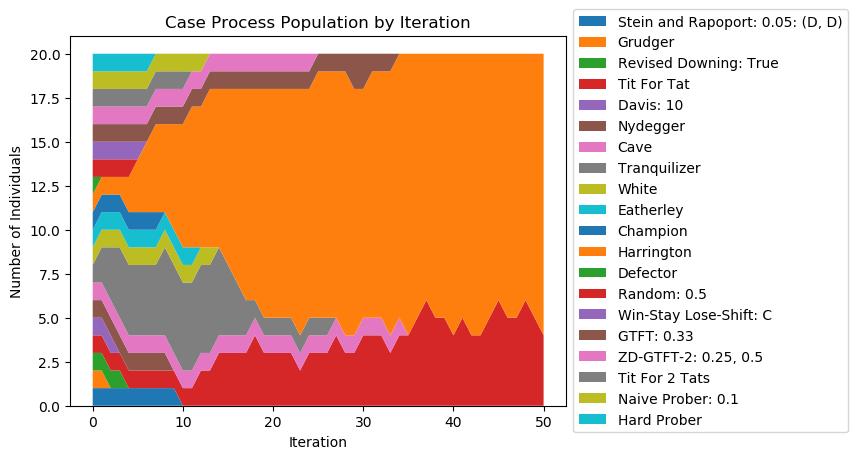 Case Process Population by Iteration
Number of Individuals
20.0
17.5
15.0
12.5
10.0
7.5
5.0
2.5
0.0
0
10
20
30
40
50
Iteration
Stein and Rapoport: 0.05: (D, D)
Grudger
Revised Downing: True
Tit For Tat
Davis: 10
Nydegger
Cave
Tranquilizer
White
Eatherley
Champion
Harrington
Defector
Random: 0.5
Win-Stay Lose-Shift: C
GTFT: 0.33
ZD-GTFT-2: 0.25, 0.5
Tit For 2 Tats
Naive Prober: 0.1
Hard Prober